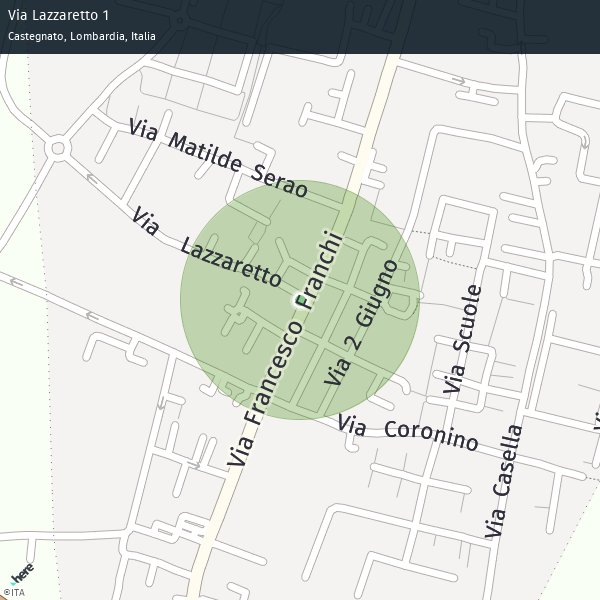 Via Lazzaretto 1
Castegnato, Lombardia, Italia
Via Matilde Serao
Via Lazzaretto
Via Francesco Franchi
Via 2 Giugno
Via Scuole
Via Coronino
Via Casella
Vi
here
©ITA